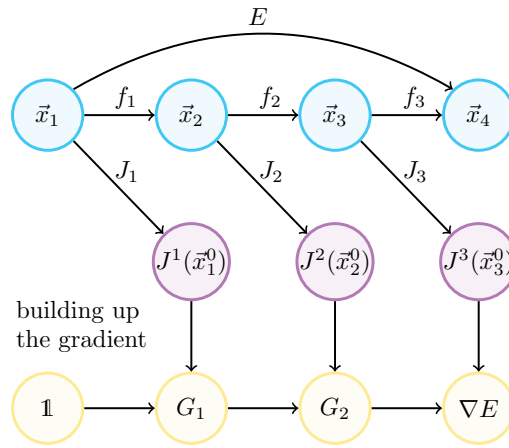 E
f₁ f₂ f₃
x⃗₁ x⃗₂ x⃗₃ x⃗₄
J₁ J₂ J₃
J¹(x⃗₁⁰) J²(x⃗₂⁰) J³(x⃗₃⁰)
building up
the gradient
𝟙 G₁ G₂ ∇E